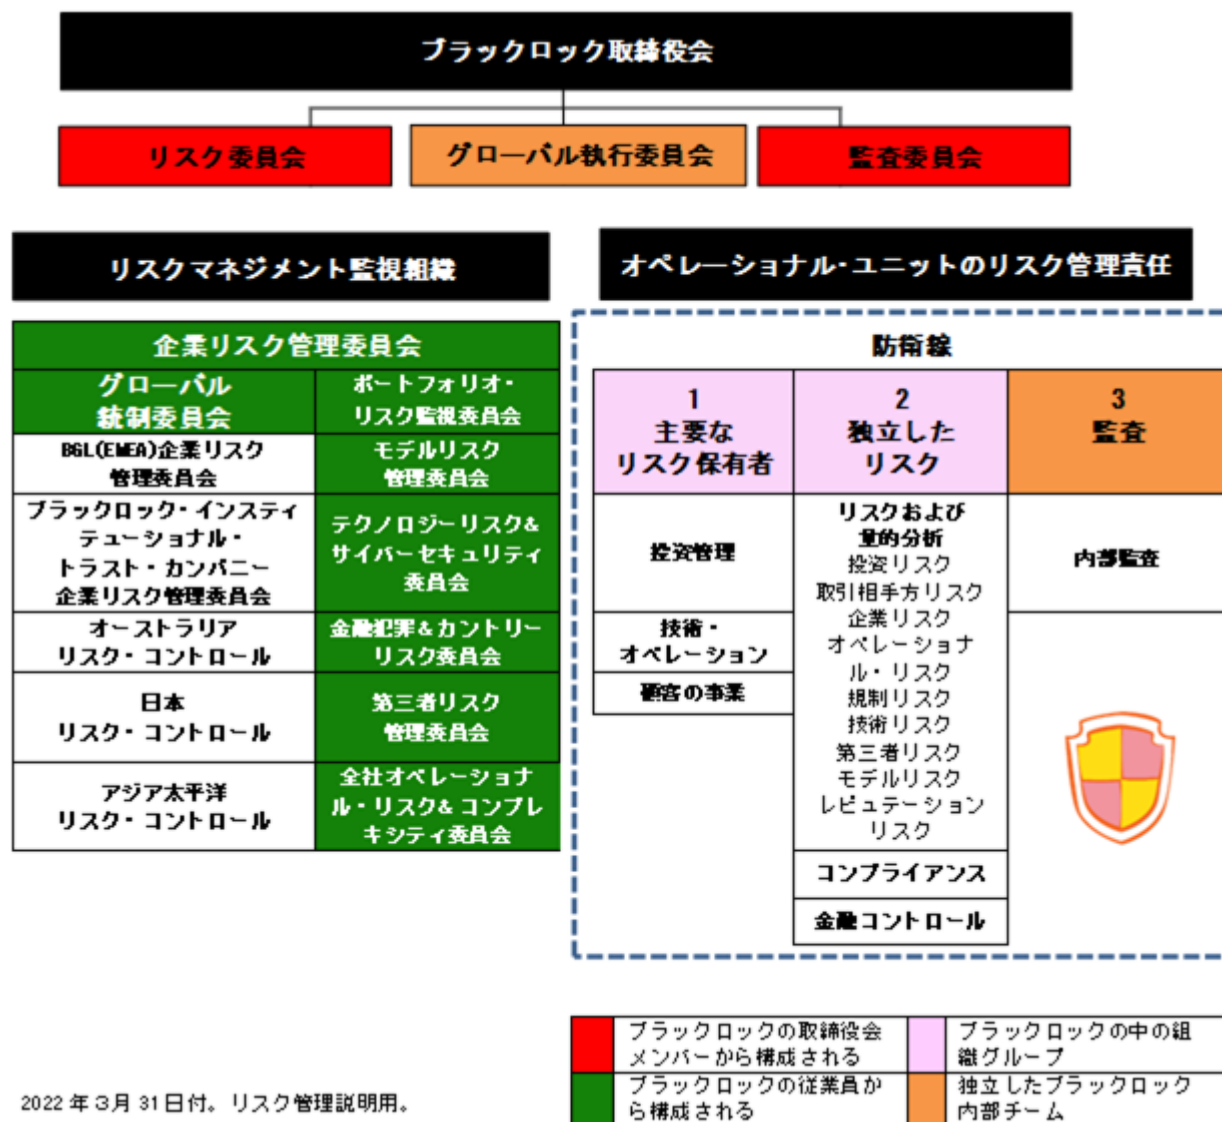 ブラックロック取締役会
リスク委員会
グローバル執行委員会
監査委員会
リスクマネジメント監視組織
企業リスク管理委員会
グローバル
統制委員会
ポートフォリオ・
リスク監視委員会
BGL(EMEA)企業リスク
管理委員会
モデルリスク
管理委員会
ブラックロック・インスティ
テューショナル・
トラスト・カンパニー
企業リスク管理委員会
テクノロジーリスク&
サイバーセキュリティ
委員会
オーストラリア
リスク・コントロール
金融犯罪&カントリー
リスク委員会
日本
リスク・コントロール
第三者リスク
管理委員会
アジア太平洋
リスク・コントロール
全社オペレーショナ
ル・リスク& コンプレ
キシティ委員会
オペレーショナル・ユニットのリスク管理責任
防衛線
1
主要な
リスク保有者
2
独立した
リスク
3
監査
投資管理
技術・
オペレーション
顧客の事業
リスクおよび
量的分析
投資リスク
取引相手方リスク
企業リスク
オペレーショナ
ル・リスク
規制リスク
技術リスク
第三者リスク
モデルリスク
レピュテーション
リスク
コンプライアンス
金融コントロール
内部監査
ブラックロックの取締役会
メンバーから構成される
ブラックロックの中の組
織グループ
ブラックロックの従業員か
ら構成される
独立したブラックロック
内部チーム
2022 年 3月 31 日付。リスク管理説明用。